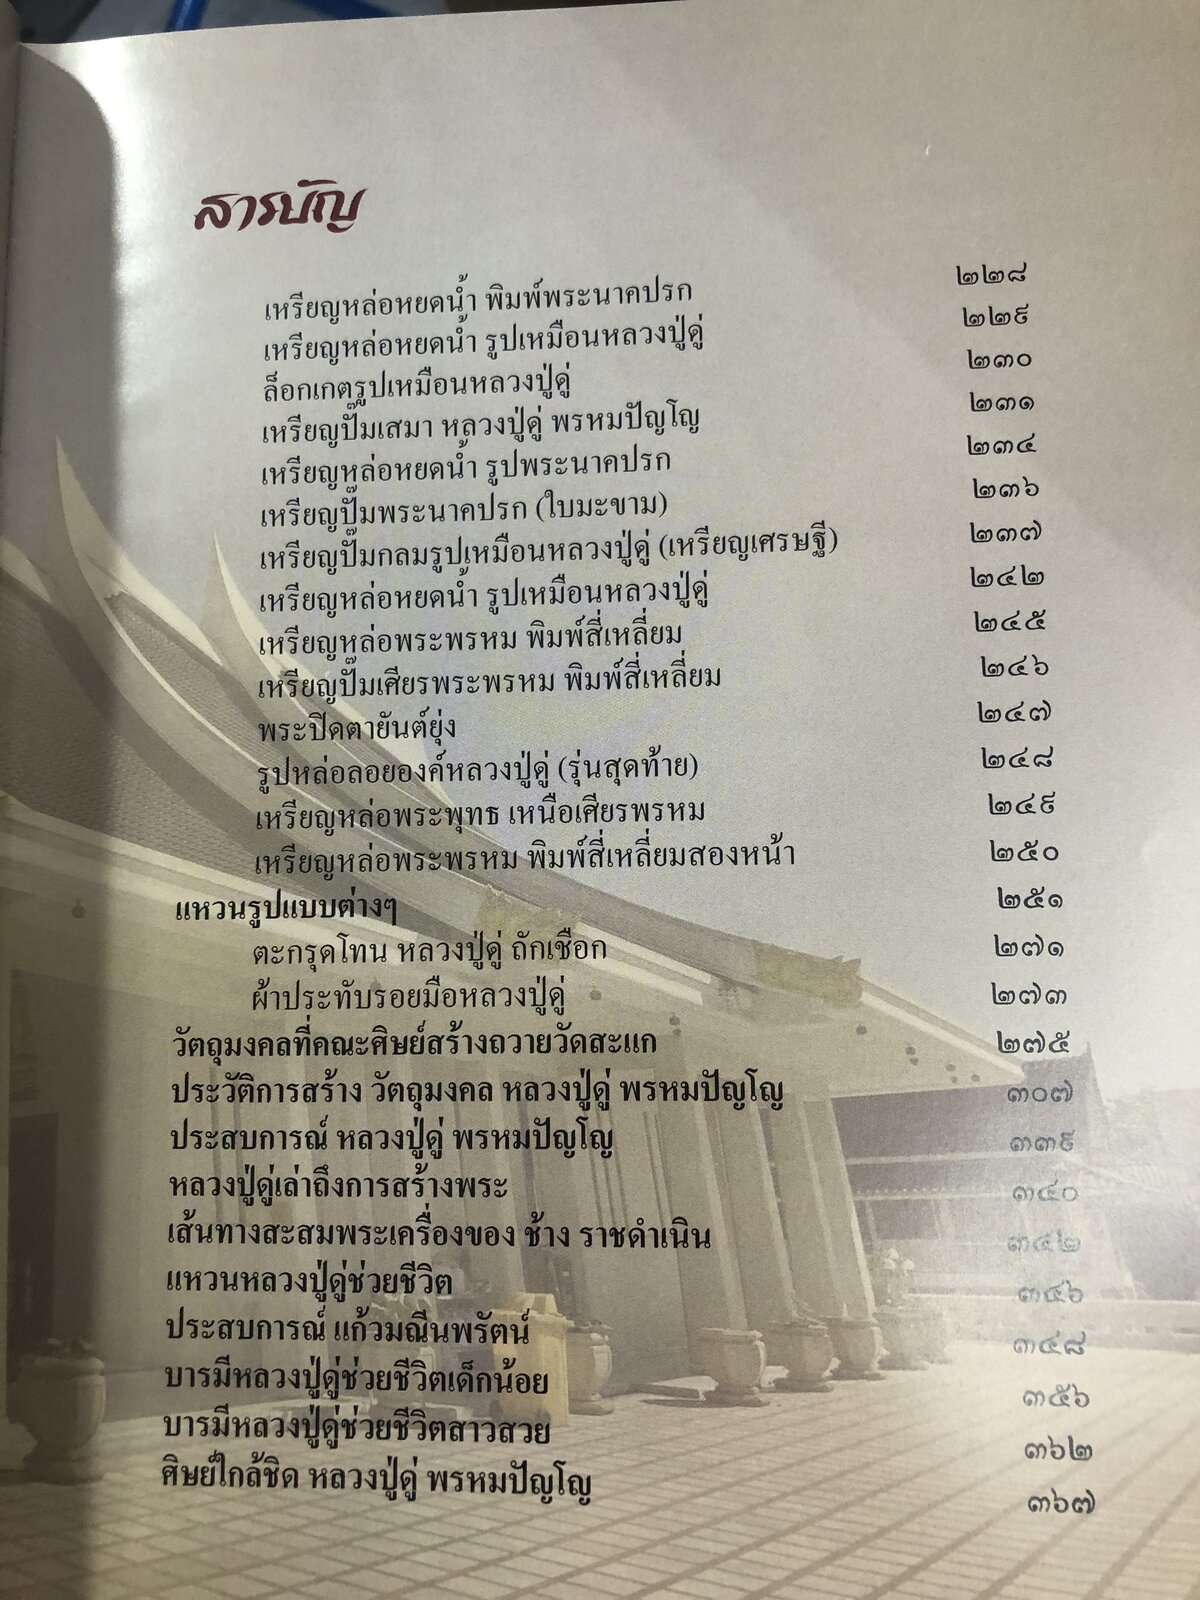 สารบัญ
เหรียญหล่อหยดน้ำ พิมพ์พระนาคปรก ๒๒๘
เหรียญหล่อหยดน้ำ รูปเหมือนหลวงปู่ดู่ ๒๒๙
ล็อกเกตรูปเหมือนหลวงปู่ดู่ ๒๓๐
เหรียญปั๊มเสมา หลวงปู่ดู่ พรหมปัญโญ ๒๓๑
เหรียญหล่อหยดน้ำ รูปพระนาคปรก ๒๓๔
เหรียญปั๊มพระนาคปรก (ใบมะขาม) ๒๓๖
เหรียญปั๊มกลมรูปเหมือนหลวงปู่ดู่ (เหรียญเศรษฐี) ๒๓๗
เหรียญหล่อหยดน้ำ รูปเหมือนหลวงปู่ดู่ ๒๔๒
เหรียญหล่อพระพรหม พิมพ์สี่เหลี่ยม ๒๔๕
เหรียญปั๊มเศียรพระพรหม พิมพ์สี่เหลี่ยม ๒๔๖
พระปิดตายันต์ยุ่ง ๒๔๗
รูปหล่อลอยองค์หลวงปู่ดู่ (รุ่นสุดท้าย) ๒๔๘
เหรียญหล่อพระพุทธ เหนือเศียรพรหม ๒๔๙
เหรียญหล่อพระพรหม พิมพ์สี่เหลี่ยมสองหน้า ๒๕๐
แหวนรูปแบบต่างๆ ๒๕๑
ตะกรุดโทน หลวงปู่ดู่ ถักเชือก ๒๗๑
ผ้าประทับรอยมือหลวงปู่ดู่ ๒๗๓
วัตถุมงคลที่คณะศิษย์สร้างถวายวัดสะแก ๒๗๕
ประวัติการสร้าง วัตถุมงคล หลวงปู่ดู่ พรหมปัญโญ ๓๐๗
ประสบการณ์ หลวงปู่ดู่ พรหมปัญโญ ๓๓๙
หลวงปู่ดู่เล่าถึงการสร้างพระ ๓๔๐
เส้นทางสะสมพระเครื่องของ ช้าง ราชดำเนิน ๓๔๒
แหวนหลวงปู่ดู่ช่วยชีวิต ๓๔๖
ประสบการณ์ แก้วมณีนพรัตน์ ๓๔๘
บารมีหลวงปู่ดู่ช่วยชีวิตเด็กน้อย ๓๕๖
บารมีหลวงปู่ดู่ช่วยชีวิตสาวสวย ๓๖๒
ศิษย์ใกล้ชิด หลวงปู่ดู่ พรหมปัญโญ ๓๖๗